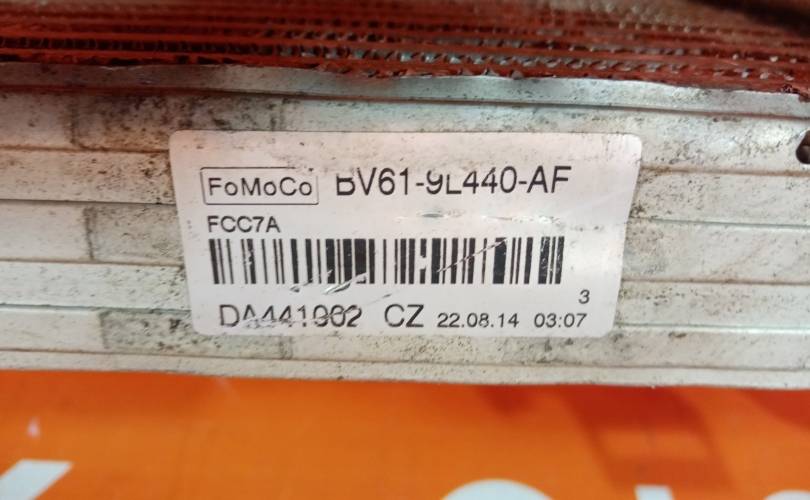 FoMoCo BV61-9L440-AF
FCC7A
3
DA441002 CZ 22.08.14 03:07